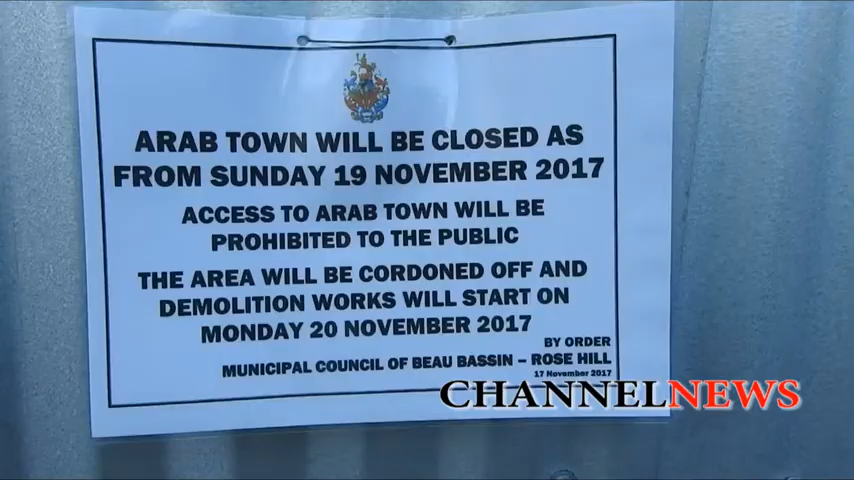 ARAB TOWN WILL BE CLOSED AS
FROM SUNDAY 19 NOVEMBER 2017
ACCESS TO ARAB TOWN WILL BE
PROHIBITED TO THE PUBLIC
THE AREA WILL BE CORDONED OFF AND
DEMOLITION WORKS WILL START ON
MONDAY 20 NOVEMBER 2017
BY ORDER
MUNICIPAL COUNCIL OF BEAU BASSIN – ROSE HILL
17 November 2017
CHANNELNEWS